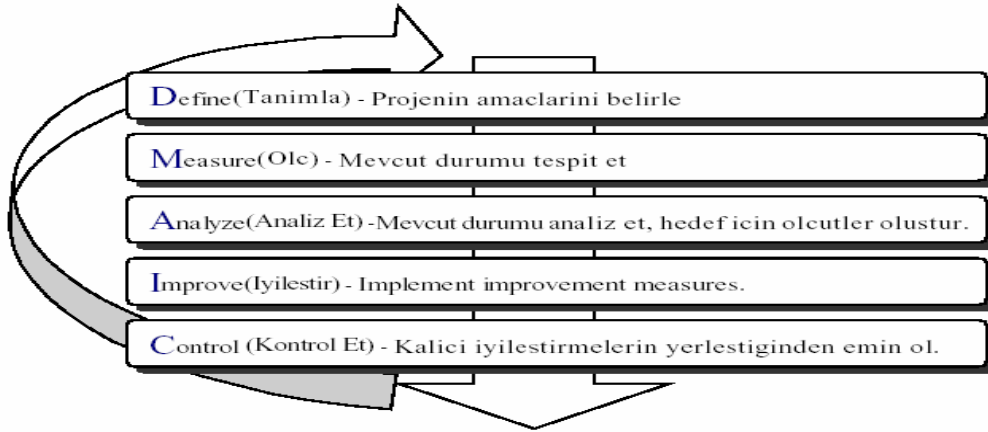 Define(Tanimla) - Projenin amaclarini belirle
Measure(Olc) - Mevcut durumu tespit et
Analyze(Analiz Et) -Mevcut durumu analiz et, hedef icin olcutler olustur.
Improve(Iyilestir) - Implement improvement measures.
Control (Kontrol Et) - Kalici iyilestirmelerin yerlestiginden emin ol.